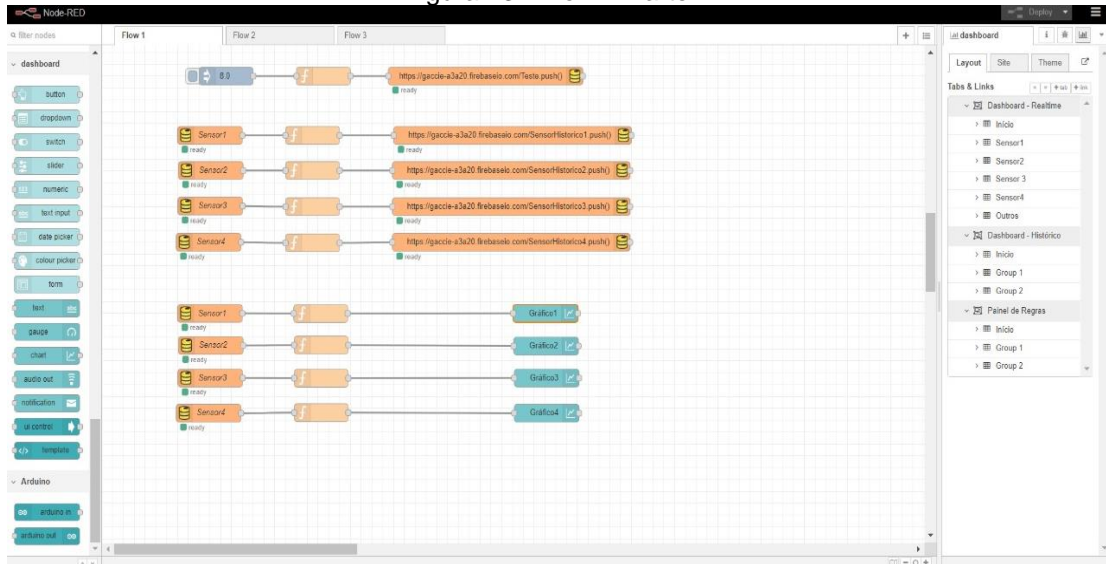 Node-RED
Deploy
filter nodes
Flow 1
Flow 2
Flow 3
dashboard
dashboard
button
dropdown
switch
slider
numeric
text input
date picker
colour picker
form
text
abc
gauge
chart
audio out
notification
ui control
template
Arduino
arduino in
arduino out
6.0
https://gaccie-a3a20.firebaseio.com/Teste.push()
ready
Sensor1
ready
https://gaccie-a3a20.firebaseio.com/SensorHistorico1.push()
ready
Sensor2
ready
https://gaccie-a3a20.firebaseio.com/SensorHistorico2.push()
ready
Sensor3
ready
https://gaccie-a3a20.firebaseio.com/SensorHistorico3.push()
ready
Sensor4
ready
https://gaccie-a3a20.firebaseio.com/SensorHistorico4.push()
ready
Sensor1
ready
Gráfico1
Sensor2
ready
Gráfico2
Sensor3
ready
Gráfico3
Sensor4
ready
Gráfico4
Layout
Site
Theme
Tabs & Links
+ tab
+ link
Dashboard - Realtime
Início
Sensor1
Sensor2
Sensor 3
Sensor4
Outros
Dashboard - Histórico
Início
Group 1
Group 2
Painel de Regras
Início
Group 1
Group 2